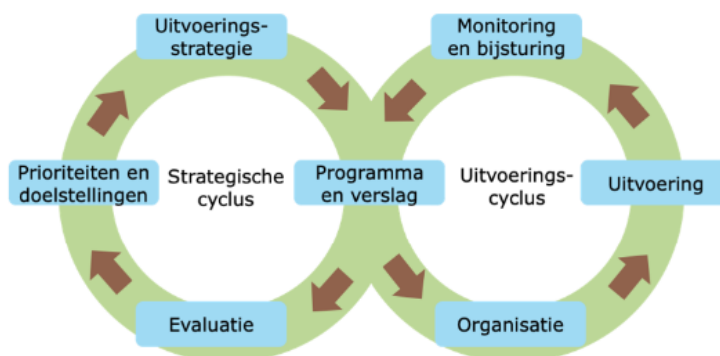 Uitvoerings-
strategie
Monitoring
en bijsturing
Prioriteiten en
doelstellingen
Strategische
cyclus
Programma
en verslag
Uitvoerings-
cyclus
Uitvoering
Evaluatie
Organisatie